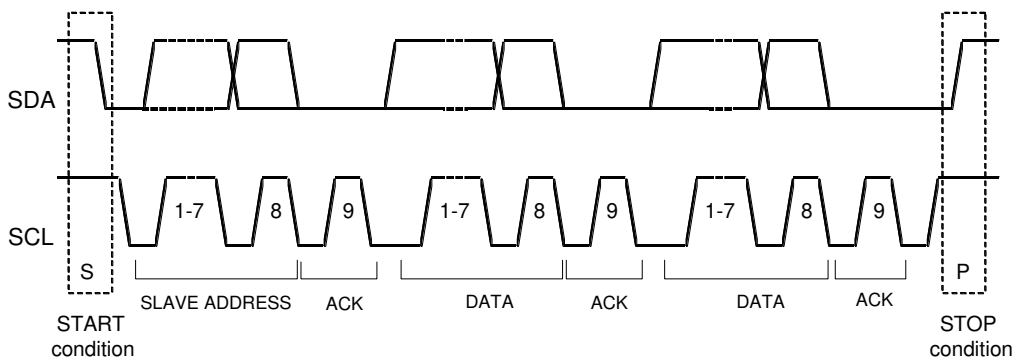 SDA
SCL
1-7 8 9 1-7 8 9 1-7 8 9
S P
SLAVE ADDRESS ACK DATA ACK DATA ACK
START
condition
STOP
condition